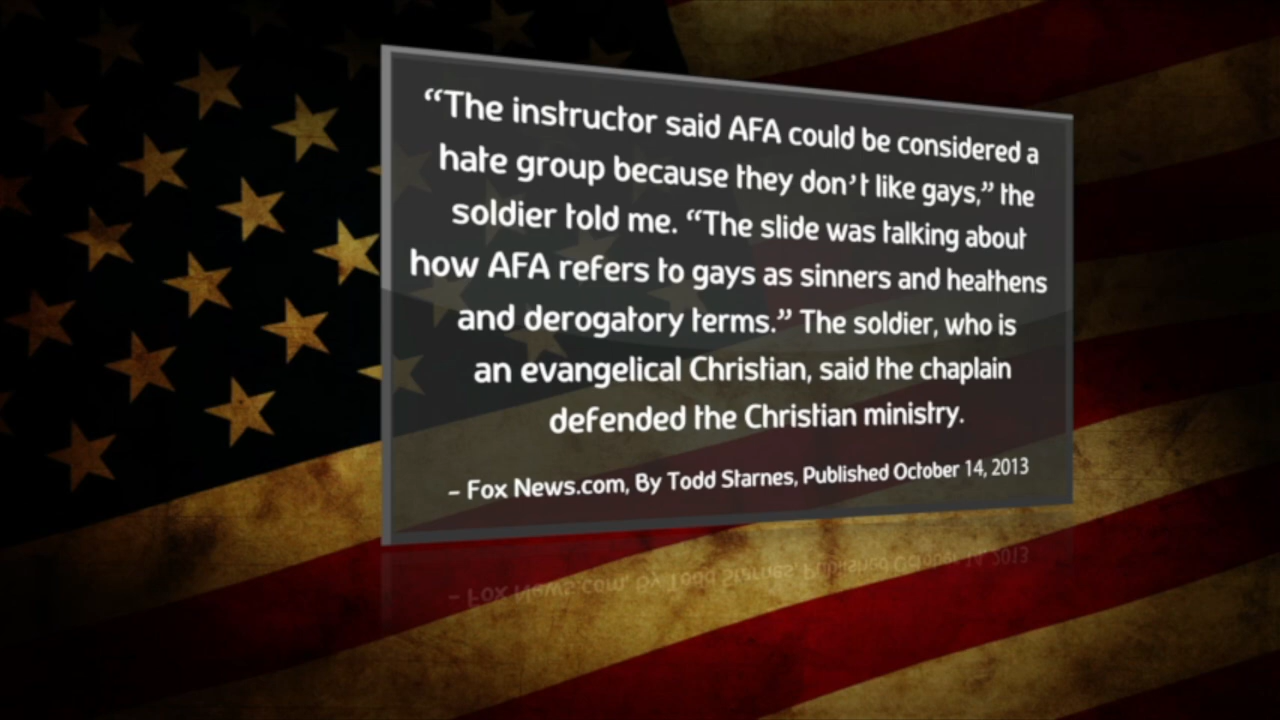 “The instructor said AFA could be considered a
hate group because they don’t like gays,” the
soldier told me. “The slide was talking about
how AFA refers to gays as sinners and heathens
and derogatory terms.” The soldier, who is
an evangelical Christian, said the chaplain
defended the Christian ministry.
– Fox News.com, By Todd Starnes, Published October 14, 2013